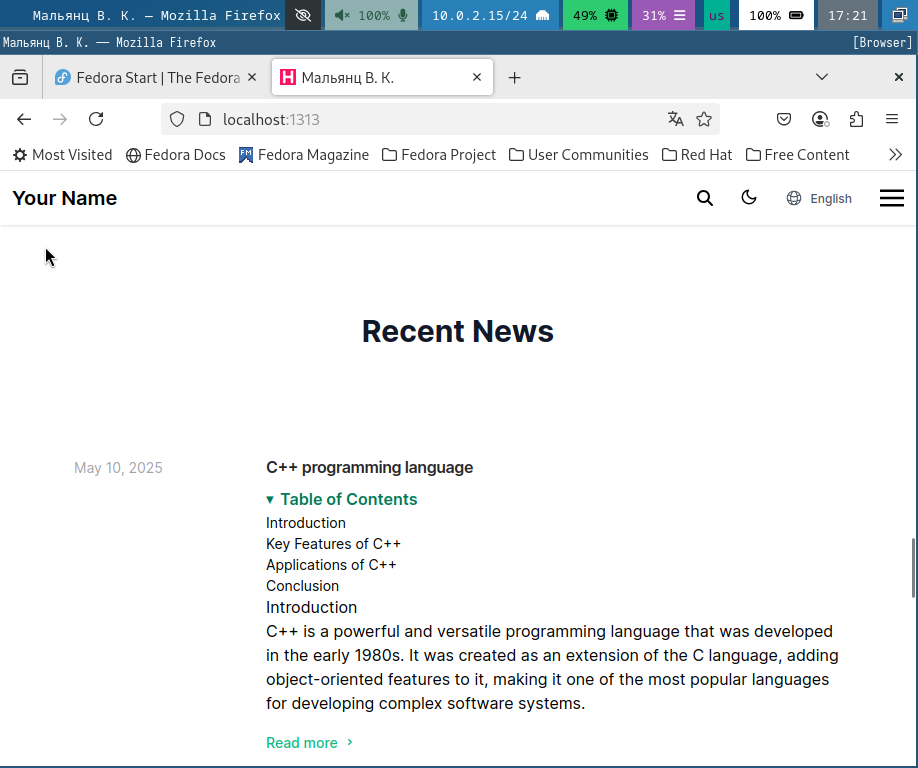 Мальянц В. К. — Mozilla Firefox 100% 10.0.2.15/24 49% 31% us 100% 17:21
Мальянц В. К. — Mozilla Firefox [Browser]
Fedora Start | The Fedora Мальянц В. К.
localhost:1313
Most Visited Fedora Docs Fedora Magazine Fedora Project User Communities Red Hat Free Content
Your Name English
Recent News
May 10, 2025 C++ programming language
Table of Contents
Introduction
Key Features of C++
Applications of C++
Conclusion
Introduction
C++ is a powerful and versatile programming language that was developed
in the early 1980s. It was created as an extension of the C language, adding
object-oriented features to it, making it one of the most popular languages
for developing complex software systems.
Read more